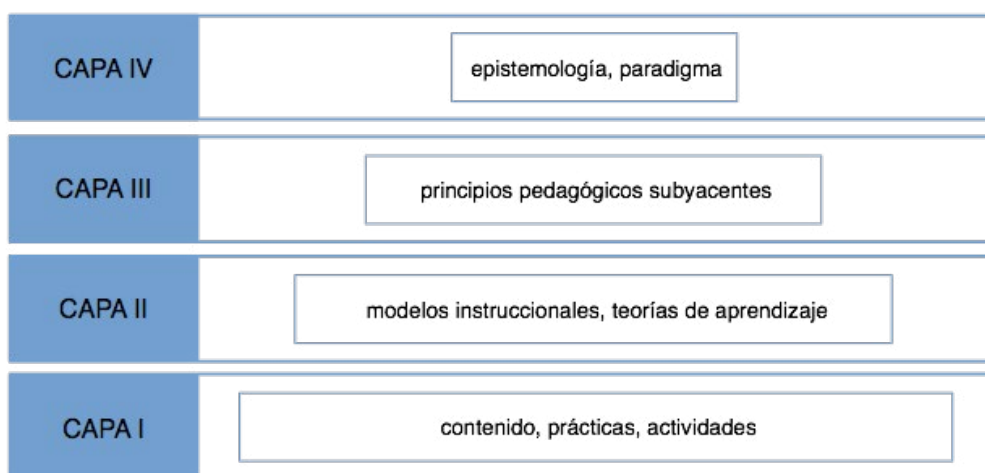 CAPA IV
epistemología, paradigma
CAPA III
principios pedagógicos subyacentes
CAPA II
modelos instruccionales, teorías de aprendizaje
CAPA I
contenido, prácticas, actividades